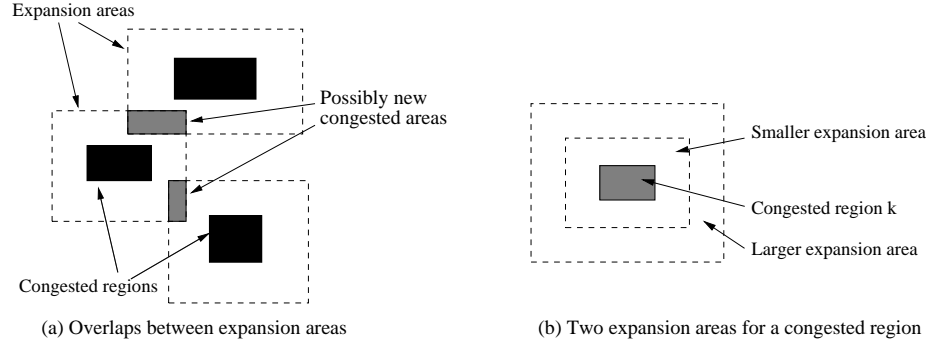 Expansion areas
Possibly new
congested areas
Congested regions
(a) Overlaps between expansion areas
Smaller expansion area
Congested region k
Larger expansion area
(b) Two expansion areas for a congested region